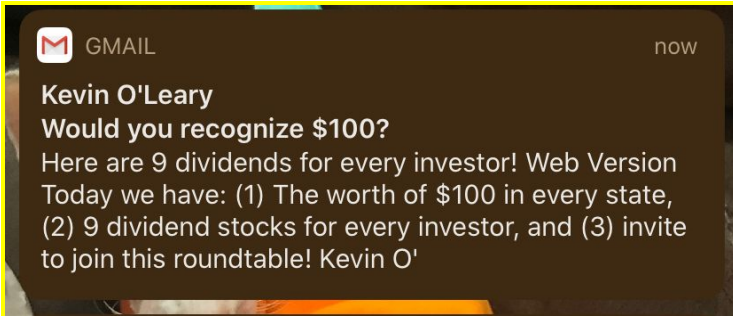 GMAIL now
Kevin O'Leary
Would you recognize $100?
Here are 9 dividends for every investor! Web Version
Today we have: (1) The worth of $100 in every state,
(2) 9 dividend stocks for every investor, and (3) invite
to join this roundtable! Kevin O'